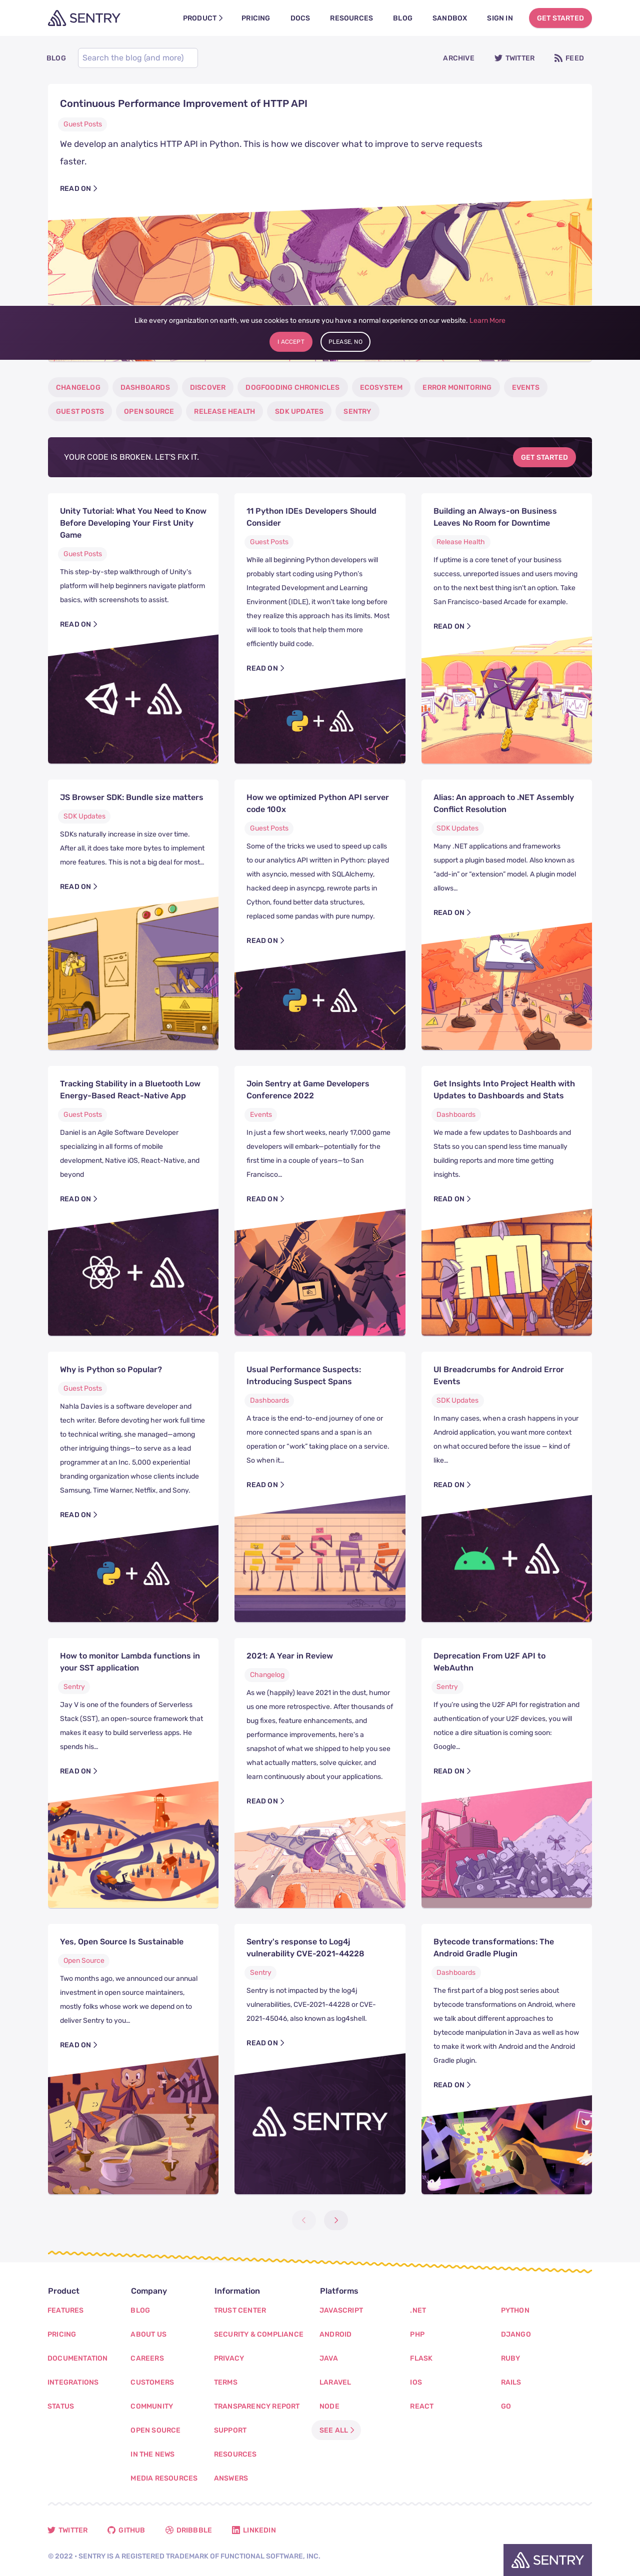 SENTRY
PRODUCT
PRICING
DOCS
RESOURCES
BLOG
SANDBOX
SIGN IN
GET STARTED
BLOG
Search the blog (and more)
ARCHIVE
TWITTER
FEED
Continuous Performance Improvement of HTTP API
Guest Posts
We develop an analytics HTTP API in Python. This is how we discover what to improve to serve requests
faster.
READ ON
Like every organization on earth, we use cookies to ensure you have a normal experience on our website. Learn More
I ACCEPT
PLEASE, NO
CHANGELOG
DASHBOARDS
DISCOVER
DOGFOODING CHRONICLES
ECOSYSTEM
ERROR MONITORING
EVENTS
GUEST POSTS
OPEN SOURCE
RELEASE HEALTH
SDK UPDATES
SENTRY
YOUR CODE IS BROKEN. LET'S FIX IT.
GET STARTED
Unity Tutorial: What You Need to Know
Before Developing Your First Unity
Game
Guest Posts
This step-by-step walkthrough of Unity's
platform will help beginners navigate platform
basics, with screenshots to assist.
READ ON
11 Python IDEs Developers Should
Consider
Guest Posts
While all beginning Python developers will
probably start coding using Python's
Integrated Development and Learning
Environment (IDLE), it won't take long before
they realize this approach has its limits. Most
will look to tools that help them more
efficiently build code.
READ ON
Building an Always-on Business
Leaves No Room for Downtime
Release Health
If uptime is a core tenet of your business
success, unreported issues and users moving
on to the next best thing isn't an option. Take
San Francisco-based Arcade for example.
READ ON
JS Browser SDK: Bundle size matters
SDK Updates
SDKs naturally increase in size over time.
After all, it does take more bytes to implement
more features. This is not a big deal for most…
READ ON
How we optimized Python API server
code 100x
Guest Posts
Some of the tricks we used to speed up calls
to our analytics API written in Python: played
with asyncio, messed with SQLAlchemy,
hacked deep in asyncpg, rewrote parts in
Cython, found better data structures,
replaced some pandas with pure numpy.
READ ON
Alias: An approach to .NET Assembly
Conflict Resolution
SDK Updates
Many .NET applications and frameworks
support a plugin based model. Also known as
“add-in” or “extension” model. A plugin model
allows…
READ ON
Tracking Stability in a Bluetooth Low
Energy-Based React-Native App
Guest Posts
Daniel is an Agile Software Developer
specializing in all forms of mobile
development, Native iOS, React-Native, and
beyond
READ ON
Join Sentry at Game Developers
Conference 2022
Events
In just a few short weeks, nearly 17,000 game
developers will embark—potentially for the
first time in a couple of years—to San
Francisco…
READ ON
Get Insights Into Project Health with
Updates to Dashboards and Stats
Dashboards
We made a few updates to Dashboards and
Stats so you can spend less time manually
building reports and more time getting
insights.
READ ON
Why is Python so Popular?
Guest Posts
Nahla Davies is a software developer and
tech writer. Before devoting her work full time
to technical writing, she managed—among
other intriguing things—to serve as a lead
programmer at an Inc. 5,000 experiential
branding organization whose clients include
Samsung, Time Warner, Netflix, and Sony.
READ ON
Usual Performance Suspects:
Introducing Suspect Spans
Dashboards
A trace is the end-to-end journey of one or
more connected spans and a span is an
operation or “work” taking place on a service.
So when it…
READ ON
UI Breadcrumbs for Android Error
Events
SDK Updates
In many cases, when a crash happens in your
Android application, you want more context
on what occured before the issue — kind of
like…
READ ON
How to monitor Lambda functions in
your SST application
Sentry
Jay V is one of the founders of Serverless
Stack (SST), an open-source framework that
makes it easy to build serverless apps. He
spends his…
READ ON
2021: A Year in Review
Changelog
As we (happily) leave 2021 in the dust, humor
us one more retrospective. After thousands of
bug fixes, feature enhancements, and
performance improvements, here's a
snapshot of what we shipped to help you see
what actually matters, solve quicker, and
learn continuously about your applications.
READ ON
Deprecation From U2F API to
WebAuthn
Sentry
If you're using the U2F API for registration and
authentication of your U2F devices, you will
notice a dire situation is coming soon:
Google…
READ ON
Yes, Open Source Is Sustainable
Open Source
Two months ago, we announced our annual
investment in open source maintainers,
mostly folks whose work we depend on to
deliver Sentry to you…
READ ON
Sentry's response to Log4j
vulnerability CVE-2021-44228
Sentry
Sentry is not impacted by the log4j
vulnerabilities, CVE-2021-44228 or CVE-
2021-45046, also known as log4shell.
READ ON
SENTRY
Bytecode transformations: The
Android Gradle Plugin
Dashboards
The first part of a blog post series about
bytecode transformations on Android, where
we talk about different approaches to
bytecode manipulation in Java as well as how
to make it work with Android and the Android
Gradle plugin.
READ ON
Product
FEATURES
PRICING
DOCUMENTATION
INTEGRATIONS
STATUS
Company
BLOG
ABOUT US
CAREERS
CUSTOMERS
COMMUNITY
OPEN SOURCE
IN THE NEWS
MEDIA RESOURCES
Information
TRUST CENTER
SECURITY & COMPLIANCE
PRIVACY
TERMS
TRANSPARENCY REPORT
SUPPORT
RESOURCES
ANSWERS
Platforms
JAVASCRIPT
ANDROID
JAVA
LARAVEL
NODE
SEE ALL
.NET
PHP
FLASK
IOS
REACT
PYTHON
DJANGO
RUBY
RAILS
GO
TWITTER
GITHUB
DRIBBBLE
LINKEDIN
© 2022 • SENTRY IS A REGISTERED TRADEMARK OF FUNCTIONAL SOFTWARE, INC.
SENTRY